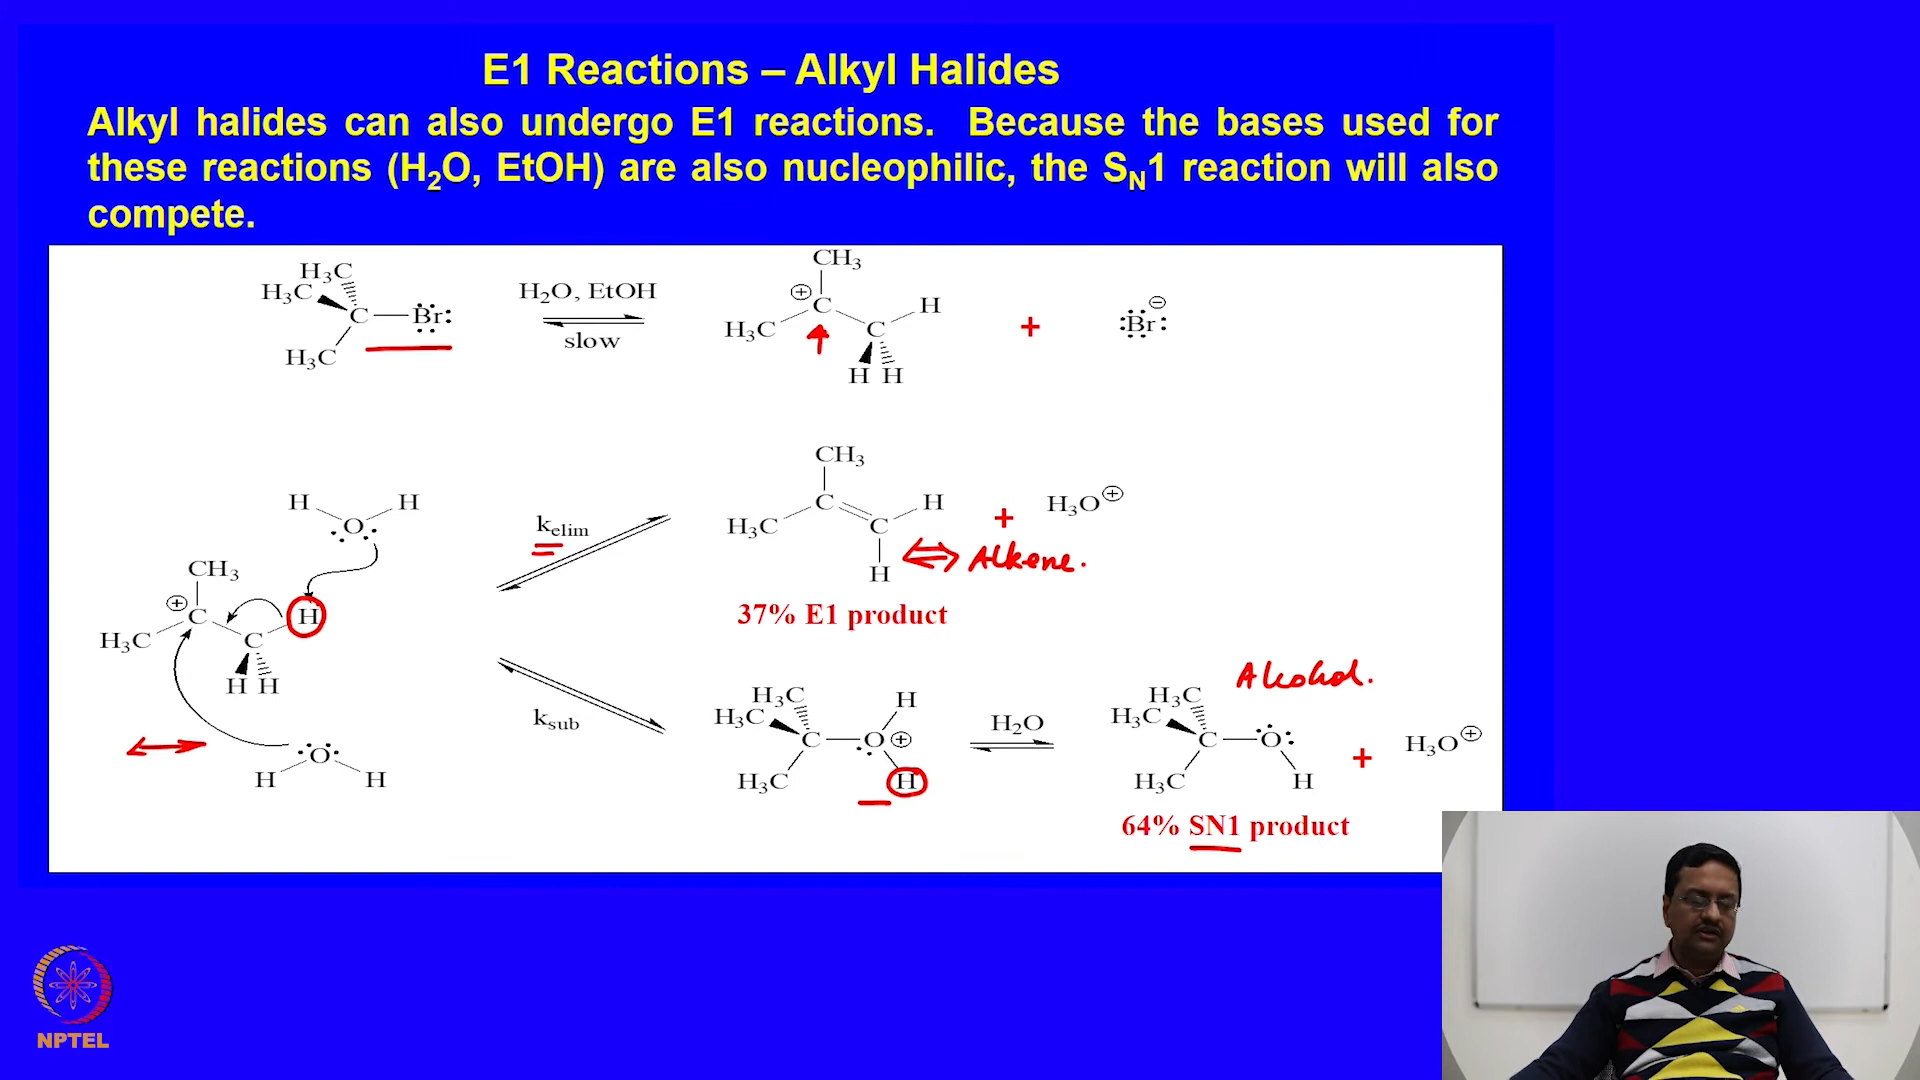 E1 Reactions – Alkyl Halides
Alkyl halides can also undergo E1 reactions. Because the bases used for
these reactions (H₂O, EtOH) are also nucleophilic, the S_N1 reaction will also
compete.
H₃C
H₃C
C
Br
H₃C
H₂O, EtOH
slow
CH₃
⊕
C
H₃C
C
H
H H
+
Br
⊖
H H
O
CH₃
⊕
C
H₃C
C
H
H H
O
H H
k_elim
CH₃
C
H₃C
C
H
H
+
H₃O⊕
Alkene.
37% E1 product
k_sub
H₃C
H₃C
C
O⊕
H
H
H₃C
H₂O
Alcohol.
H₃C
H₃C
C
O
H
H₃C
+
H₃O⊕
64% SN1 product
NPTEL